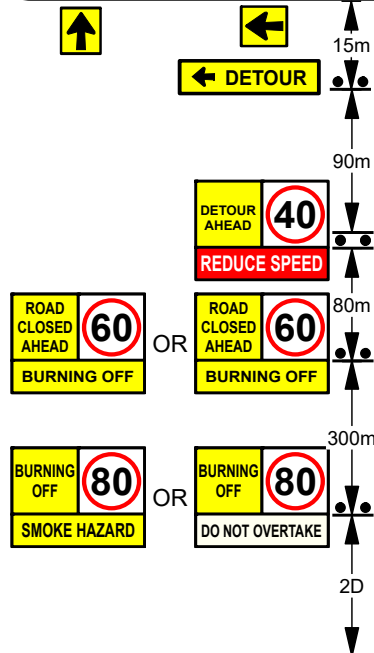 15m
DETOUR
90m
DETOUR
AHEAD
40
REDUCE SPEED
80m
ROAD
CLOSED
AHEAD
60
BURNING OFF
OR
ROAD
CLOSED
AHEAD
60
BURNING OFF
300m
BURNING
OFF
80
SMOKE HAZARD
OR
BURNING
OFF
80
DO NOT OVERTAKE
2D